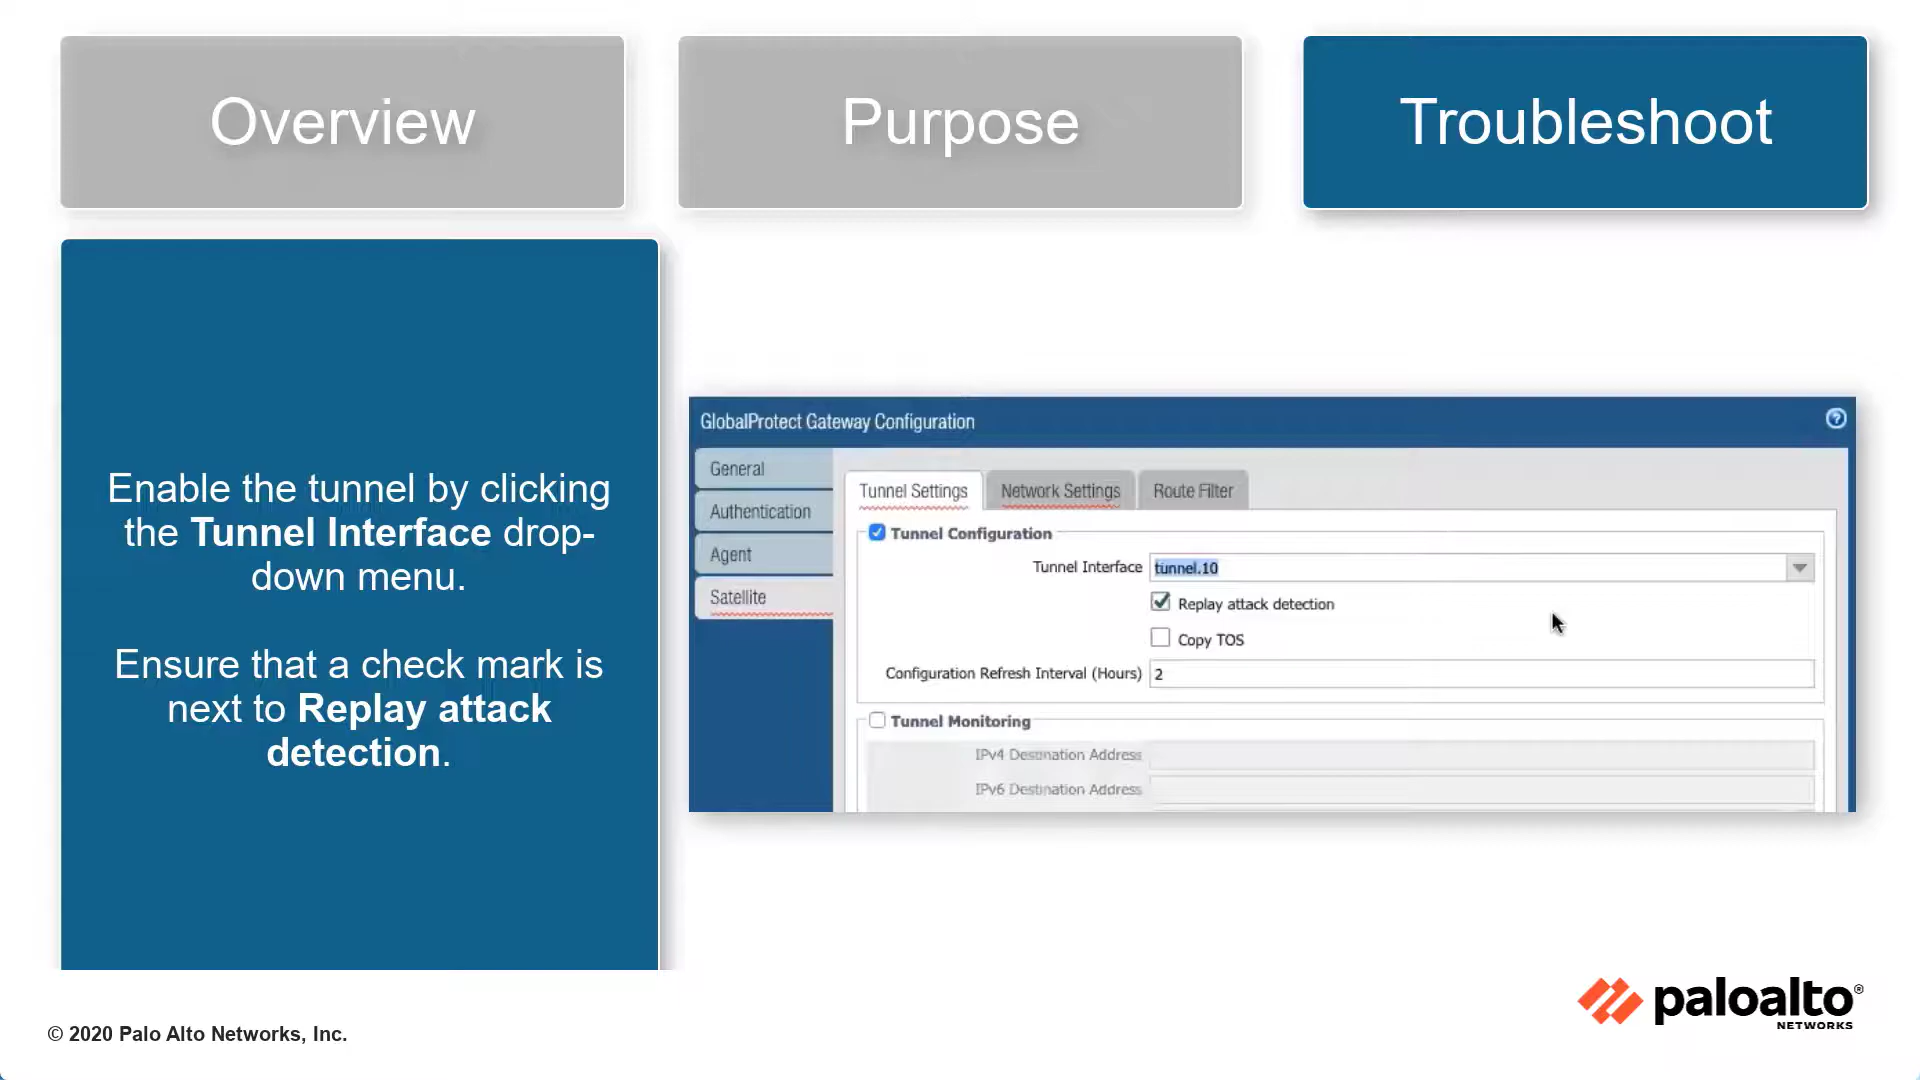 Overview
Purpose
Troubleshoot
Enable the tunnel by clicking
the Tunnel Interface drop-
down menu.
Ensure that a check mark is
next to Replay attack
detection.
GlobalProtect Gateway Configuration
?
General
Authentication
Agent
Satellite
Tunnel Settings
Network Settings
Route Filter
Tunnel Configuration
Tunnel Interface tunnel.10
Replay attack detection
Copy TOS
Configuration Refresh Interval (Hours) 2
Tunnel Monitoring
IPv4 Destination Address
IPv6 Destination Address
paloalto®
NETWORKS
© 2020 Palo Alto Networks, Inc.